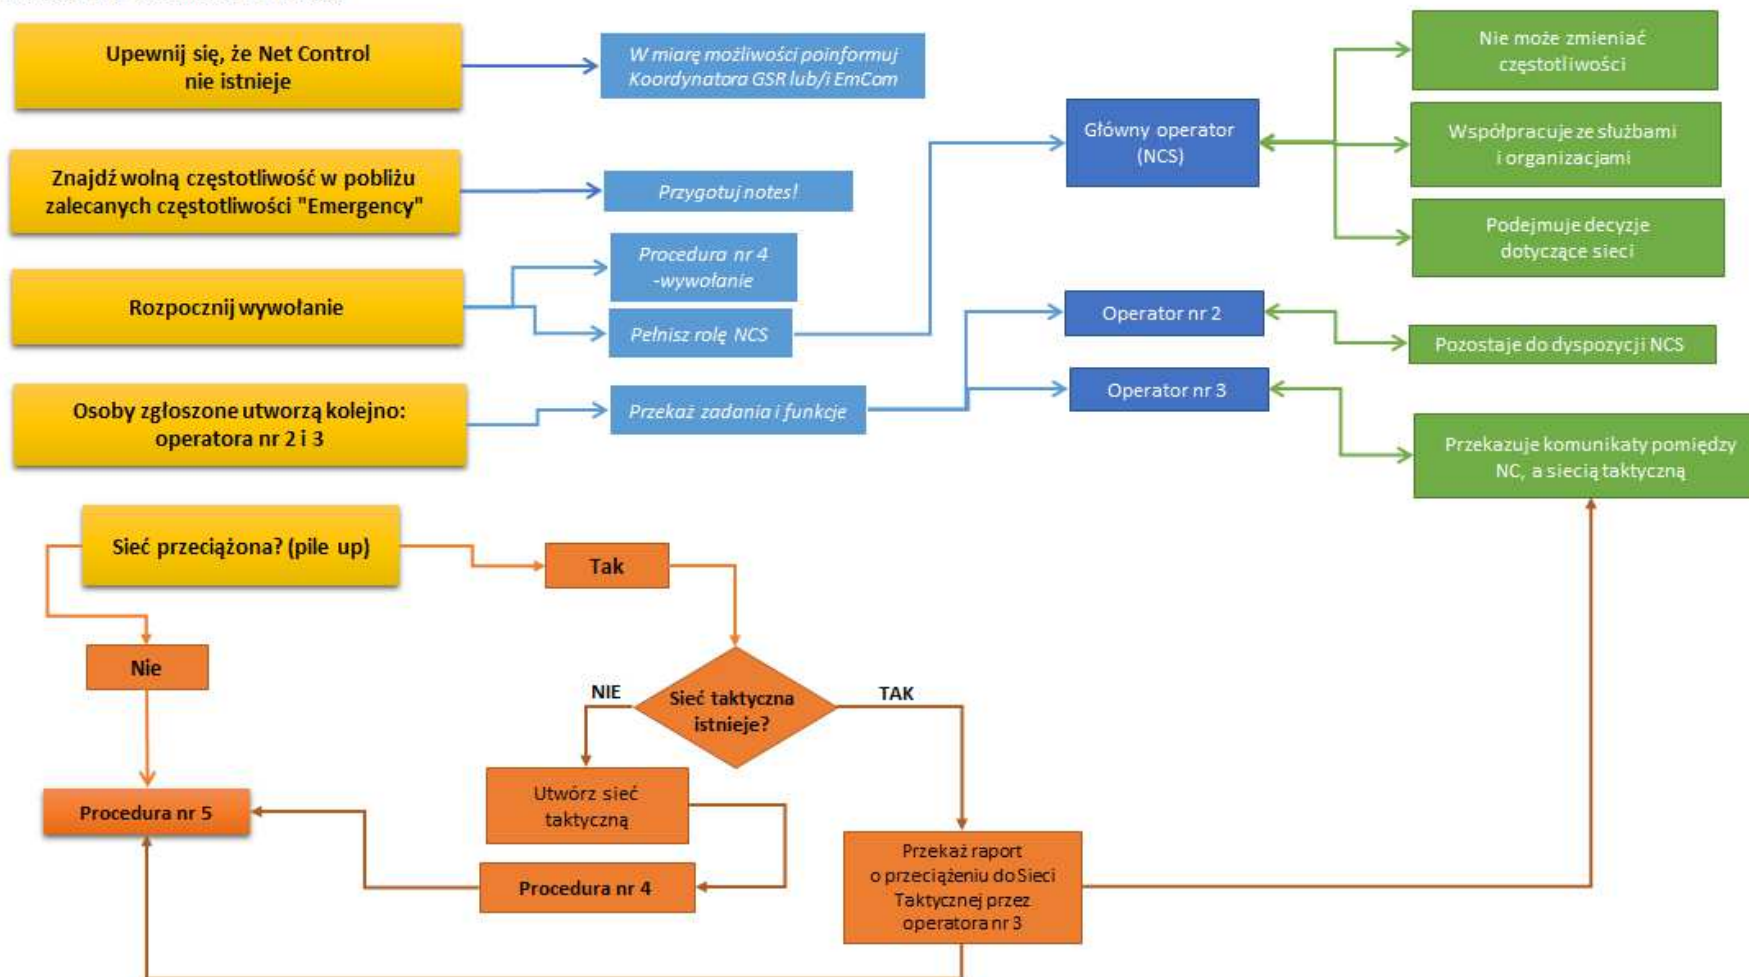 Upewnij się, że Net Control
nie istnieje
W miarę możliwości poinformuj
Koordynatora GSR lub/i EmCom
Nie może zmieniać
częstotliwości
Główny operator
(NCS)
Współpracuje ze służbami
i organizacjami
Znajdź wolną częstotliwość w pobliżu
zalecanych częstotliwości "Emergency"
Przygotuj notes!
Podejmuje decyzje
dotyczące sieci
Procedura nr 4
-wywołanie
Rozpocznij wywołanie
Pełnisz rolę NCS
Operator nr 2
Pozostaje do dyspozycji NCS
Osoby zgłoszone utworzą kolejno:
operatora nr 2 i 3
Przekaż zadania i funkcje
Operator nr 3
Przekazuje komunikaty pomiędzy
NC, a siecią taktyczną
Sieć przeciążona? (pile up)
Tak
Nie
NIE
Sieć taktyczna
istnieje?
TAK
Utwórz sieć
taktyczną
Procedura nr 5
Procedura nr 4
Przekaż raport
o przeciążeniu do Sieci
Taktycznej przez
operatora nr 3